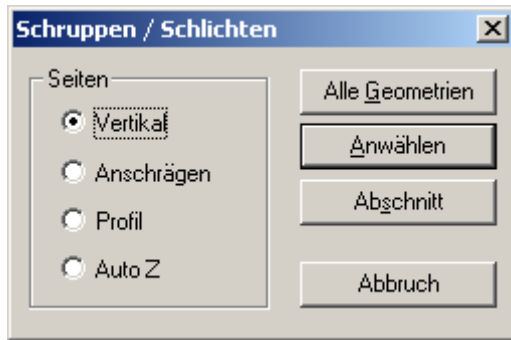 Schruppen / Schlichten
Seiten
Vertikal
Anschrägen
Profil
Auto Z
Alle Geometrien
Anwählen
Abschnitt
Abbruch